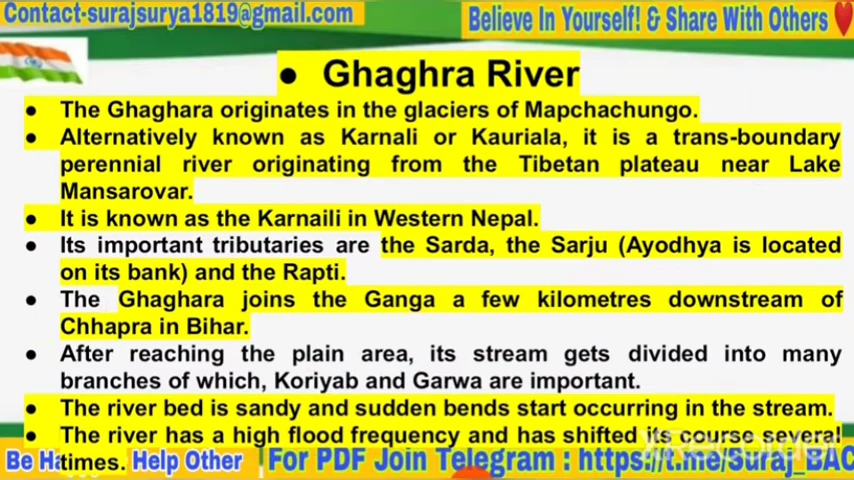 Contact-surajsurya1819@gmail.com
Believe In Yourself! & Share With Others
● Ghaghra River
● The Ghaghara originates in the glaciers of Mapchachungo.
● Alternatively known as Karnali or Kauriala, it is a trans-boundary
perennial river originating from the Tibetan plateau near Lake
Mansarovar.
● It is known as the Karnaili in Western Nepal.
● Its important tributaries are the Sarda, the Sarju (Ayodhya is located
on its bank) and the Rapti.
● The Ghaghara joins the Ganga a few kilometres downstream of
Chhapra in Bihar.
● After reaching the plain area, its stream gets divided into many
branches of which, Koriyab and Garwa are important.
● The river bed is sandy and sudden bends start occurring in the stream.
● The river has a high flood frequency and has shifted its course several
times.
XRecorder
Be Help Other
For PDF Join Telegram : https://t.me/Suraj_BAC